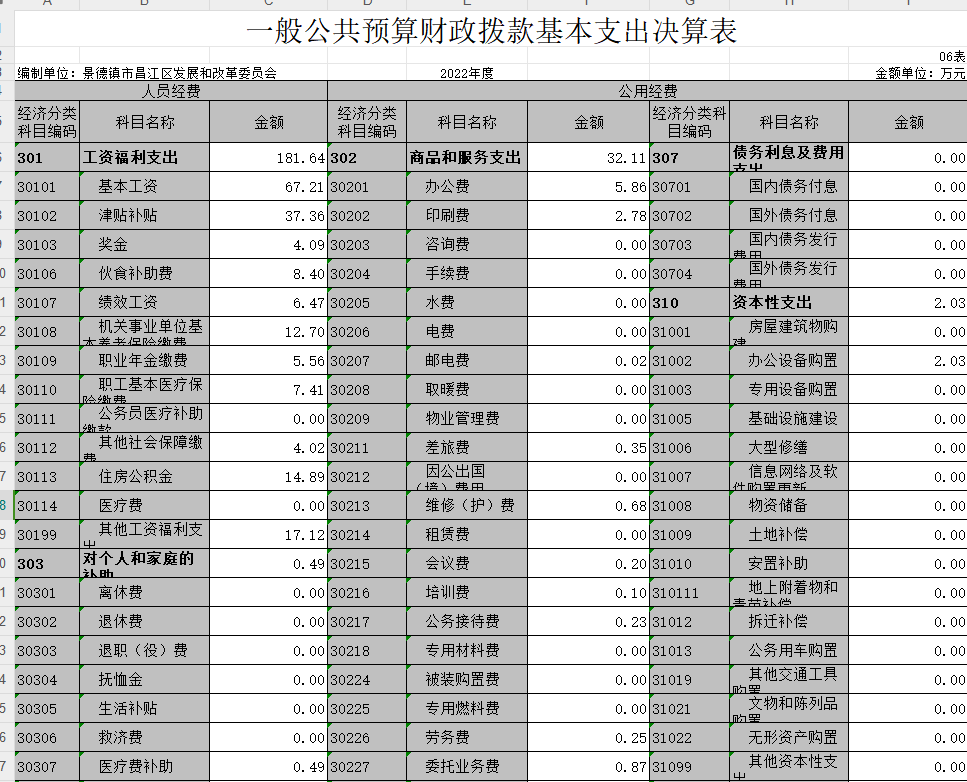 一般公共预算财政拨款基本支出决算表
06表
编制单位：景德镇市昌江区发展和改革委员会 2022年度 金额单位：万元
人员经费 公用经费
经济分类科目编码 科目名称 金额 经济分类科目编码 科目名称 金额 经济分类科目编码 科目名称 金额
301 工资福利支出 181.64 302 商品和服务支出 32.11 307 债务利息及费用支出 0.00
30101 基本工资 67.21 30201 办公费 5.86 30701 国内债务付息 0.00
30102 津贴补贴 37.36 30202 印刷费 2.78 30702 国外债务付息 0.00
30103 奖金 4.09 30203 咨询费 0.00 30703 国内债务发行费用 0.00
30106 伙食补助费 8.40 30204 手续费 0.00 30704 国外债务发行费用 0.00
30107 绩效工资 6.47 30205 水费 0.00 310 资本性支出 2.03
30108 机关事业单位基本养老保险缴费 12.70 30206 电费 0.00 31001 房屋建筑物购建 0.00
30109 职业年金缴费 5.56 30207 邮电费 0.02 31002 办公设备购置 2.03
30110 职工基本医疗保险缴费 7.41 30208 取暖费 0.00 31003 专用设备购置 0.00
30111 公务员医疗补助缴款 0.00 30209 物业管理费 0.00 31005 基础设施建设 0.00
30112 其他社会保障缴费 4.02 30211 差旅费 0.35 31006 大型修缮 0.00
30113 住房公积金 14.89 30212 因公出国（境）费用 0.00 31007 信息网络及软件购置更新 0.00
30114 医疗费 0.00 30213 维修（护）费 0.68 31008 物资储备 0.00
30199 其他工资福利支出 17.12 30214 租赁费 0.00 31009 土地补偿 0.00
303 对个人和家庭的补助 0.49 30215 会议费 0.20 31010 安置补助 0.00
30301 离休费 0.00 30216 培训费 0.10 310111 地上附着物和青苗补偿 0.00
30302 退休费 0.00 30217 公务接待费 0.23 31012 拆迁补偿 0.00
30303 退职（役）费 0.00 30218 专用材料费 0.00 31013 公务用车购置 0.00
30304 抚恤金 0.00 30224 被装购置费 0.00 31019 其他交通工具购置 0.00
30305 生活补贴 0.00 30225 专用燃料费 0.00 31021 文物和陈列品购置 0.00
30306 救济费 0.00 30226 劳务费 0.25 31022 无形资产购置 0.00
30307 医疗费补助 0.49 30227 委托业务费 0.87 31099 其他资本性支出 0.00